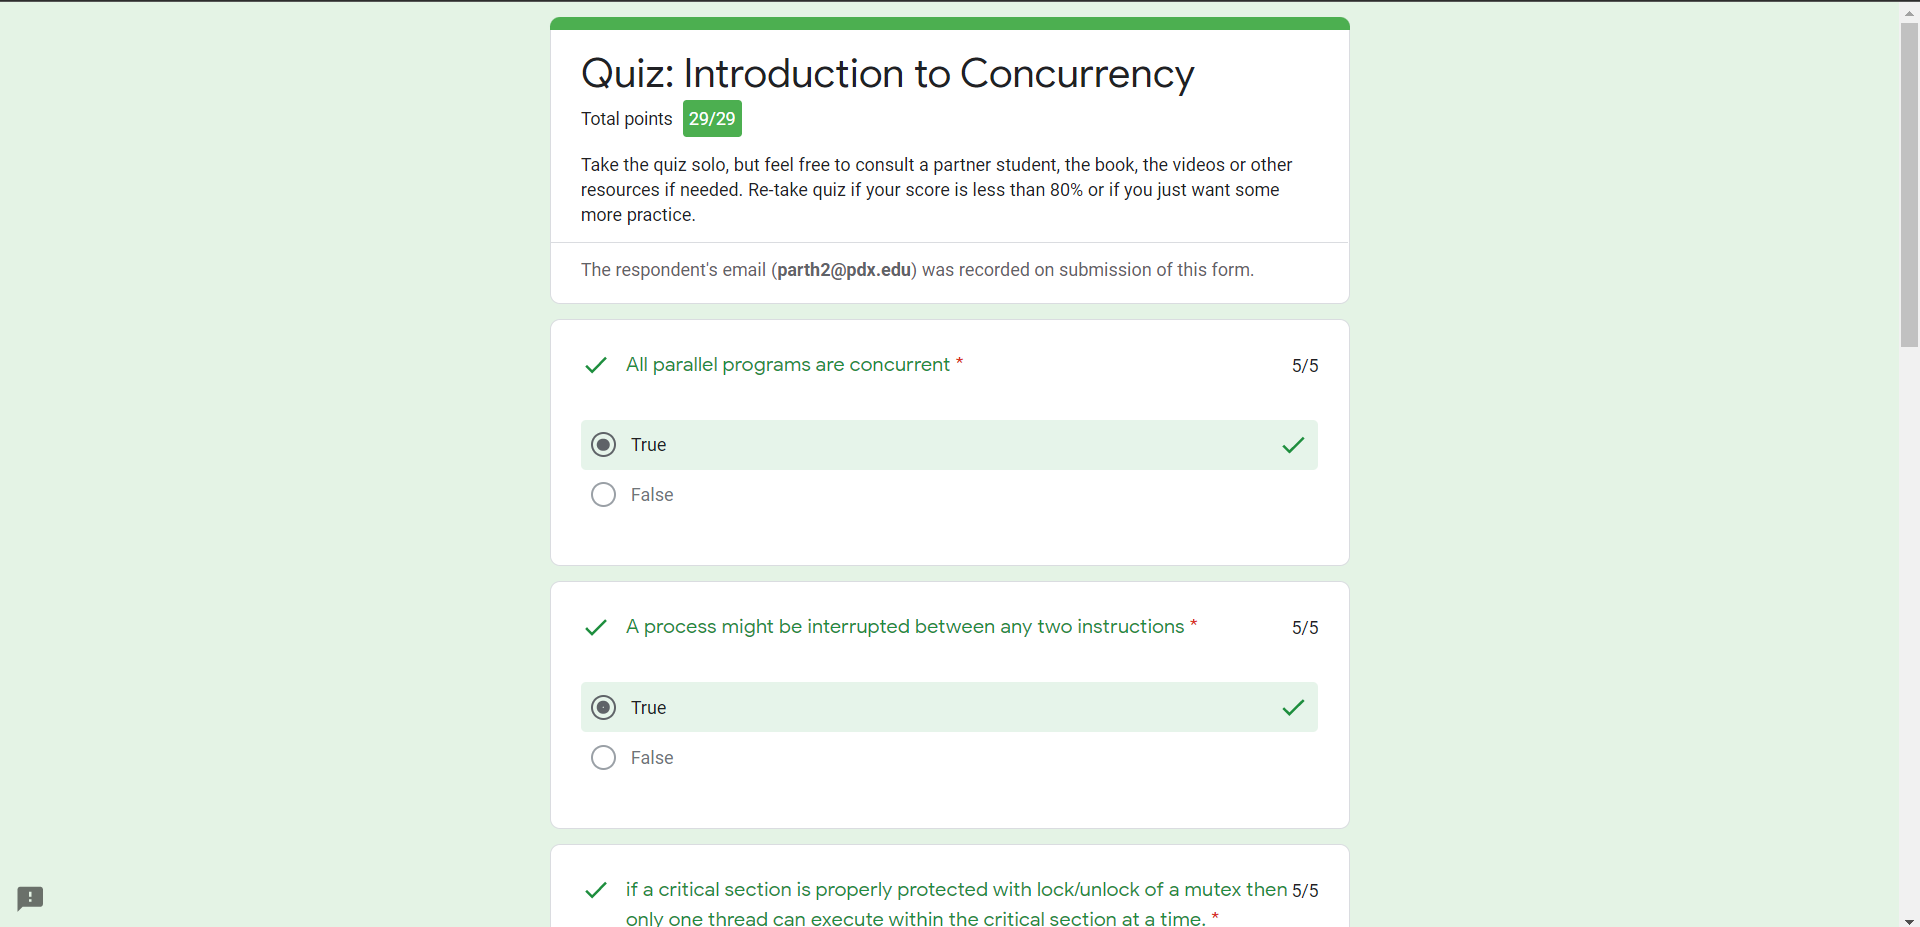 Quiz: Introduction to Concurrency
Total points 29/29
Take the quiz solo, but feel free to consult a partner student, the book, the videos or other
resources if needed. Re-take quiz if your score is less than 80% or if you just want some
more practice.
The respondent's email (parth2@pdx.edu) was recorded on submission of this form.
All parallel programs are concurrent * 5/5
True
False
A process might be interrupted between any two instructions * 5/5
True
False
if a critical section is properly protected with lock/unlock of a mutex then 5/5
only one thread can execute within the critical section at a time. *